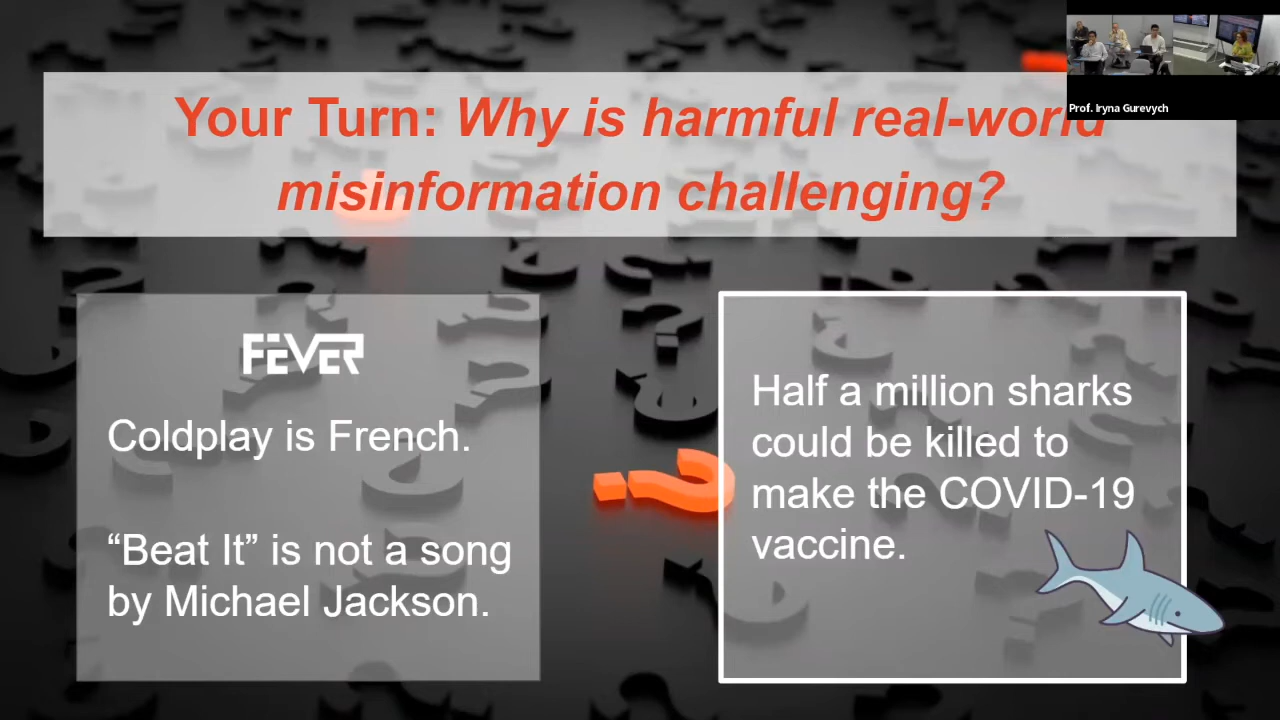 Your Turn: Why is harmful real-world
misinformation challenging?
Prof. Iryna Gurevych
FEVER
Coldplay is French.
“Beat It” is not a song
by Michael Jackson.
Half a million sharks
could be killed to
make the COVID-19
vaccine.